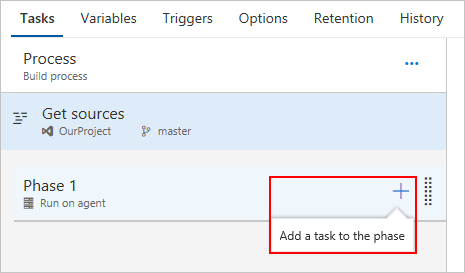 Tasks Variables Triggers Options Retention History
Process
Build process
Get sources
OurProject master
Phase 1
Run on agent
Add a task to the phase